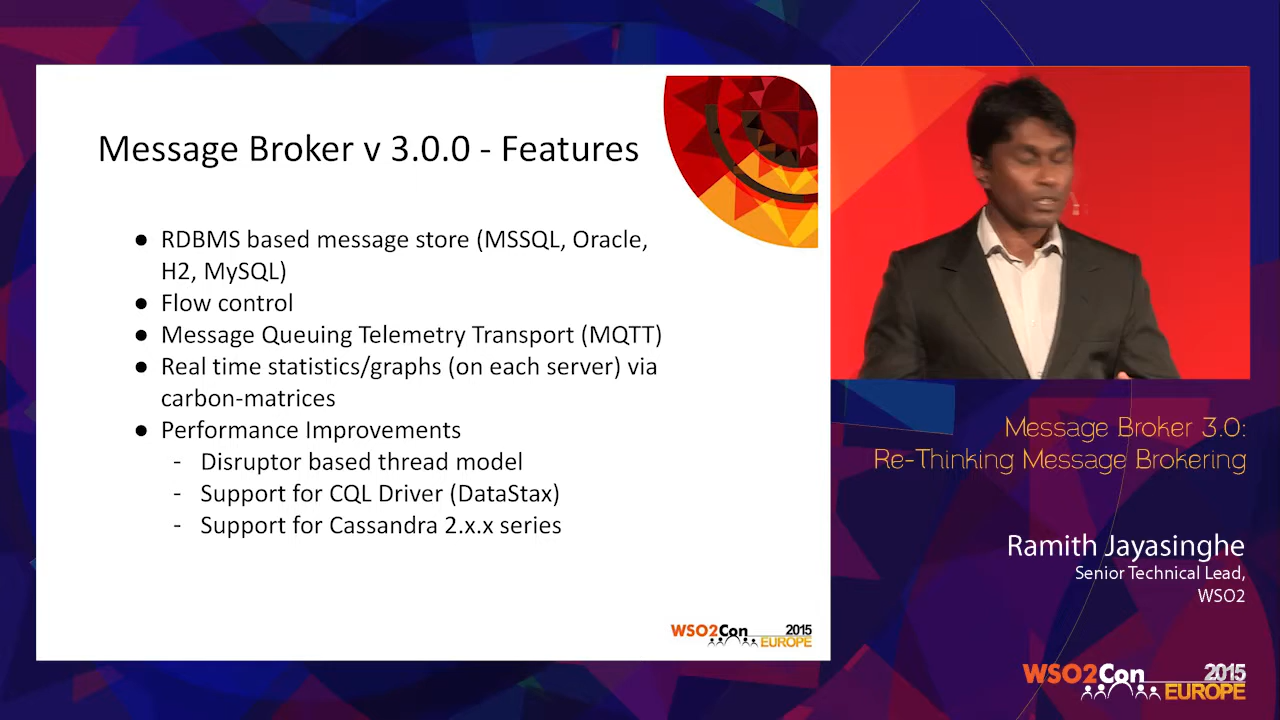 Message Broker v 3.0.0 - Features
● RDBMS based message store (MSSQL, Oracle,
H2, MySQL)
● Flow control
● Message Queuing Telemetry Transport (MQTT)
● Real time statistics/graphs (on each server) via
carbon-matrices
● Performance Improvements
- Disruptor based thread model
- Support for CQL Driver (DataStax)
- Support for Cassandra 2.x.x series
WSO2Con 2015
EUROPE
Message Broker 3.0:
Re-Thinking Message Brokering
Ramith Jayasinghe
Senior Technical Lead,
WSO2
WSO2Con 2015
EUROPE